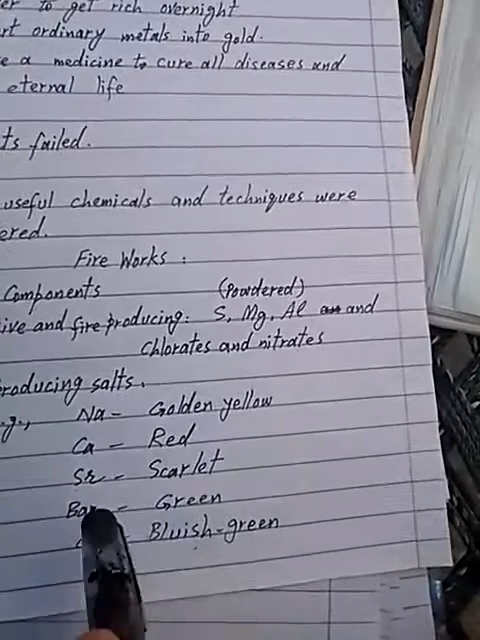 to get rich overnight
ordinary metals into gold.
a medicine to cure all diseases and
eternal life
failed.
useful chemicals and techniques were
Fire Works :
Components (Powdered)
and fire producing: S, Mg, Al and
Chlorates and nitrates
producing salts.
Na - Golden yellow
Ca - Red
Sr - Scarlet
- Green
- Bluish-green